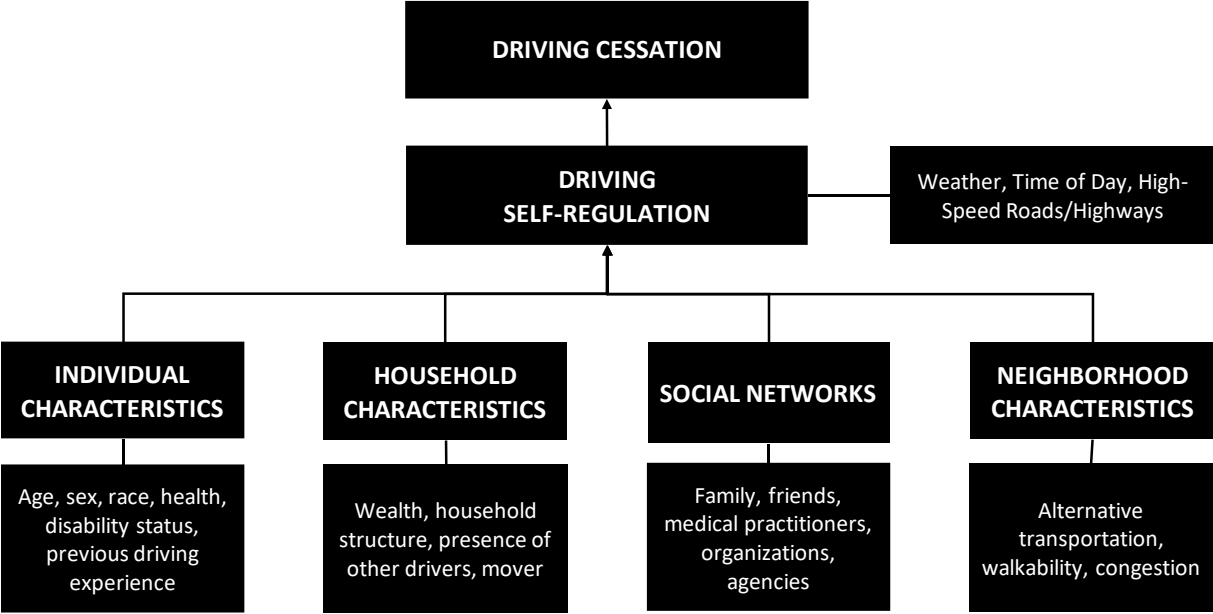 DRIVING CESSATION
DRIVING
SELF-REGULATION
Weather, Time of Day, High-
Speed Roads/Highways
INDIVIDUAL
CHARACTERISTICS
HOUSEHOLD
CHARACTERISTICS
SOCIAL NETWORKS
NEIGHBORHOOD
CHARACTERISTICS
Age, sex, race, health,
disability status,
previous driving
experience
Wealth, household
structure, presence of
other drivers, mover
Family, friends,
medical practitioners,
organizations,
agencies
Alternative
transportation,
walkability, congestion